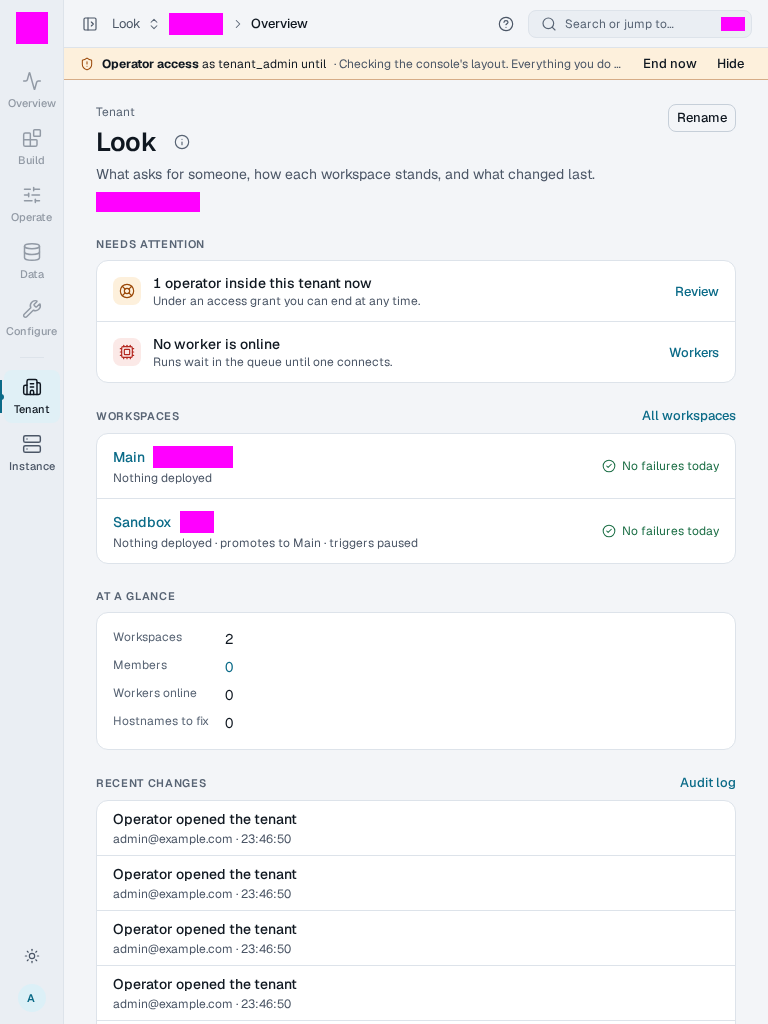 Look
Overview
Search or jump to…
Operator access as tenant_admin until · Checking the console's layout. Everything you do …
End now
Hide
Overview
Build
Operate
Data
Configure
Tenant
Instance
A
Tenant
Look
Rename
What asks for someone, how each workspace stands, and what changed last.
NEEDS ATTENTION
1 operator inside this tenant now
Under an access grant you can end at any time.
Review
No worker is online
Runs wait in the queue until one connects.
Workers
WORKSPACES
All workspaces
Main
Nothing deployed
No failures today
Sandbox
Nothing deployed · promotes to Main · triggers paused
No failures today
AT A GLANCE
Workspaces 2
Members 0
Workers online 0
Hostnames to fix 0
RECENT CHANGES
Audit log
Operator opened the tenant
admin@example.com · 23:46:50
Operator opened the tenant
admin@example.com · 23:46:50
Operator opened the tenant
admin@example.com · 23:46:50
Operator opened the tenant
admin@example.com · 23:46:50